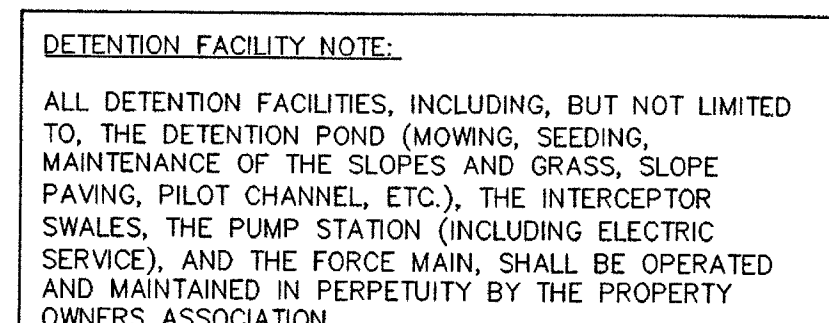 DETENTION FACILITY NOTE:
ALL DETENTION FACILITIES, INCLUDING, BUT NOT LIMITED
TO, THE DETENTION POND (MOWING, SEEDING,
MAINTENANCE OF THE SLOPES AND GRASS, SLOPE
PAVING, PILOT CHANNEL, ETC.), THE INTERCEPTOR
SWALES, THE PUMP STATION (INCLUDING ELECTRIC
SERVICE), AND THE FORCE MAIN, SHALL BE OPERATED
AND MAINTAINED IN PERPETUITY BY THE PROPERTY
OWNERS ASSOCIATION